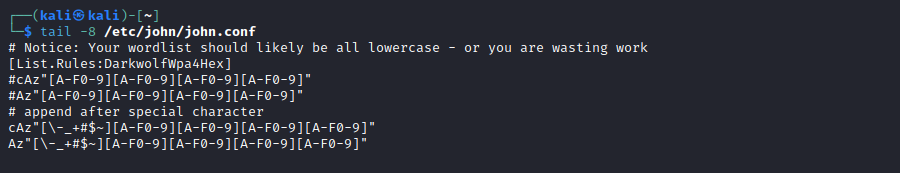 ┌──(kali㉿kali)-[~]
└─$ tail -8 /etc/john/john.conf
# Notice: Your wordlist should likely be all lowercase - or you are wasting work
[List.Rules:DarkwolfWpa4Hex]
#cAz"[A-F0-9][A-F0-9][A-F0-9][A-F0-9]"
#Az"[A-F0-9][A-F0-9][A-F0-9][A-F0-9]"
# append after special character
cAz"[\-_+#$~][A-F0-9][A-F0-9][A-F0-9][A-F0-9]"
Az"[\-_+#$~][A-F0-9][A-F0-9][A-F0-9][A-F0-9]"